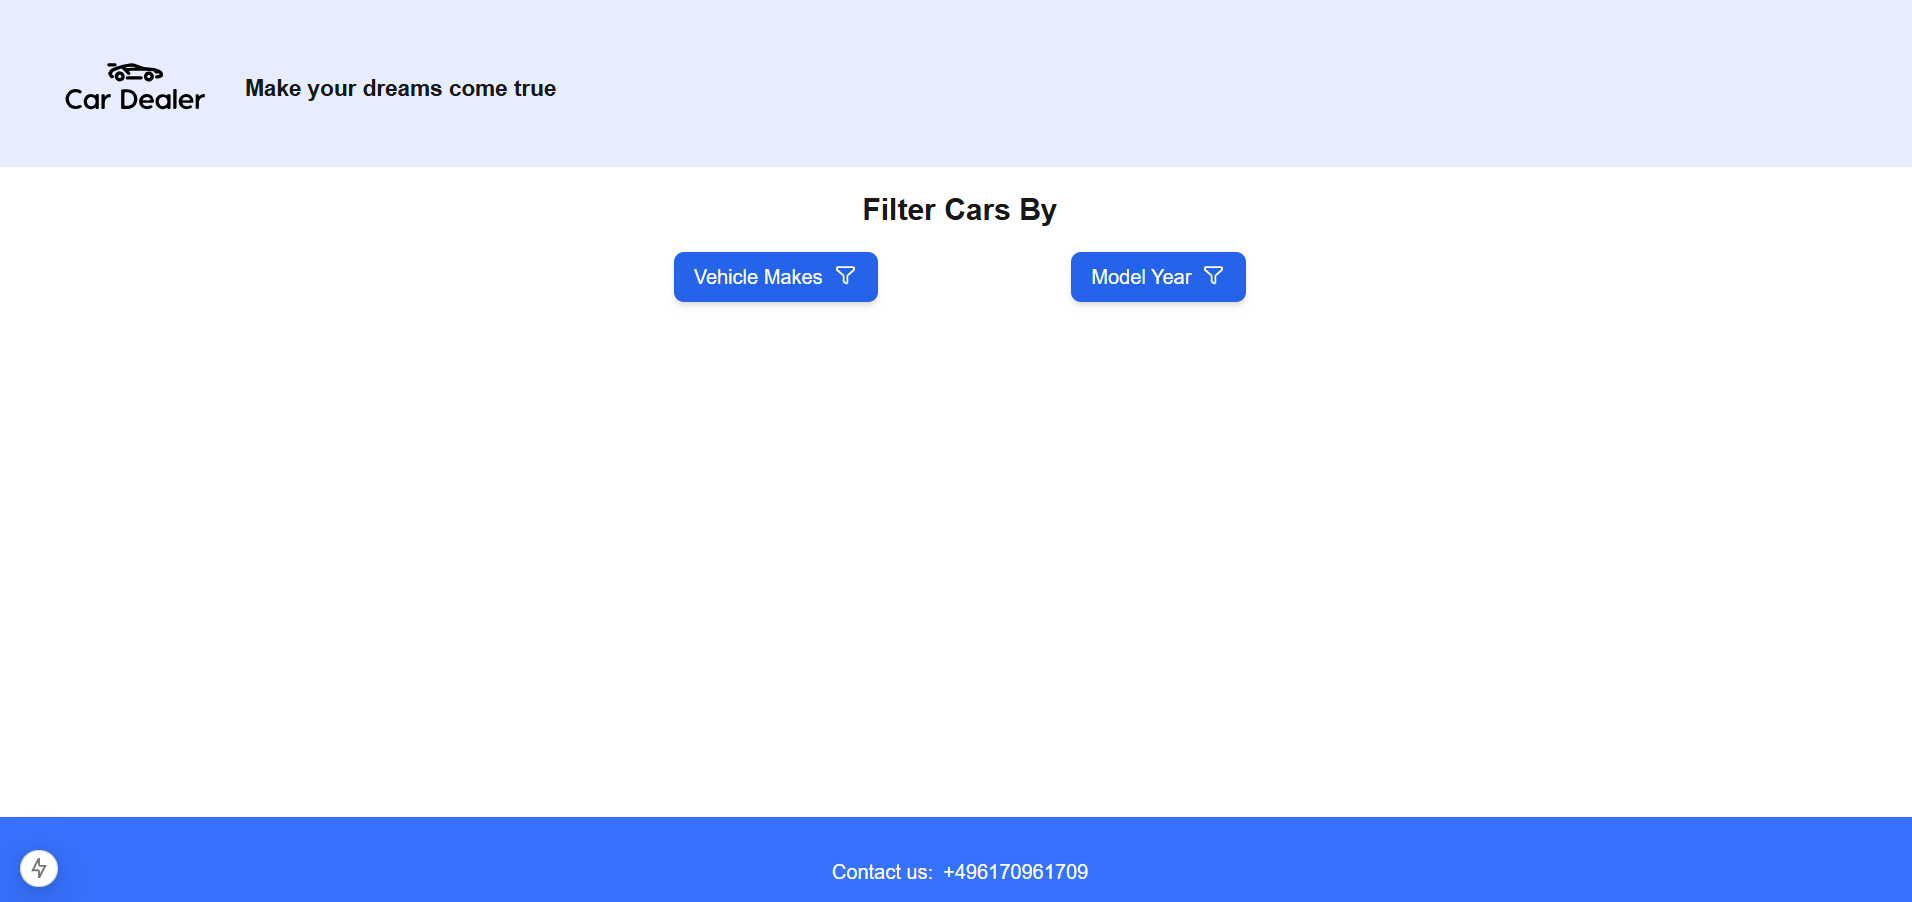 Car Dealer
Make your dreams come true
Filter Cars By
Vehicle Makes
Model Year
Contact us: +496170961709